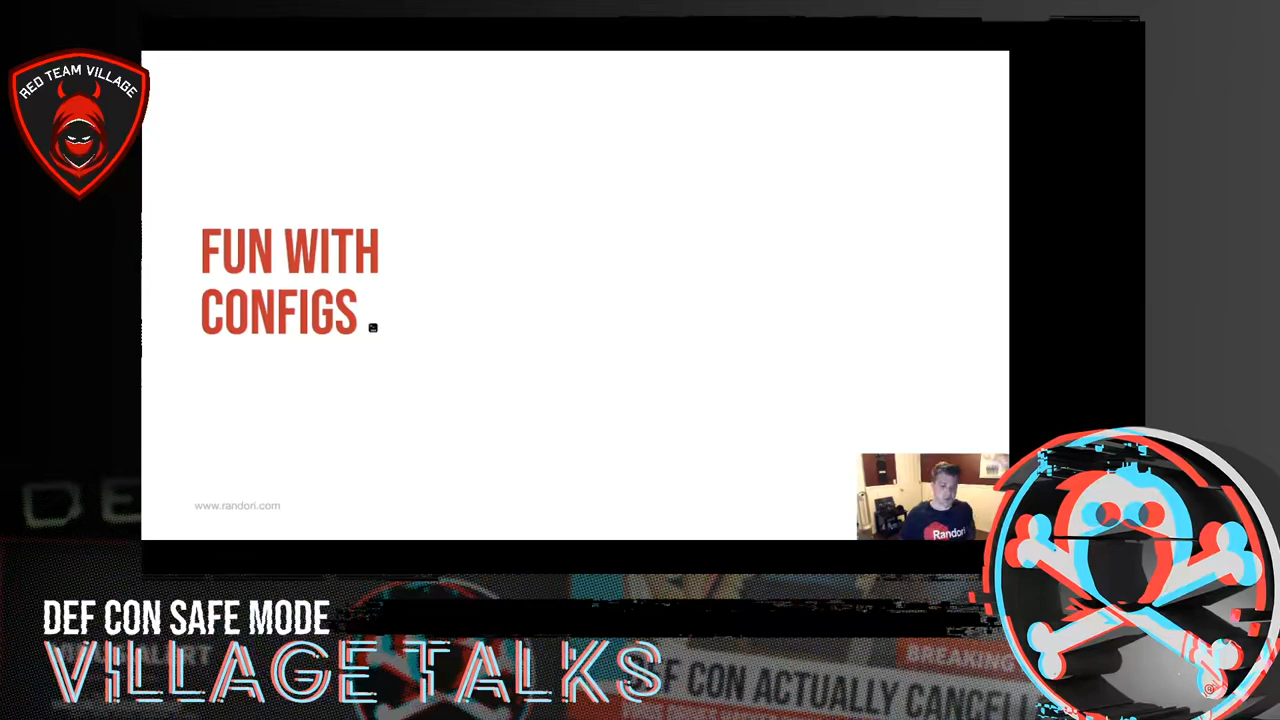 RED TEAM VILLAGE
FUN WITH
CONFIGS .
www.randori.com
Randori
DEF CON SAFE MODE
VILLAGE TALKS
BREAKING
F CON ACTUALLY CANCELL